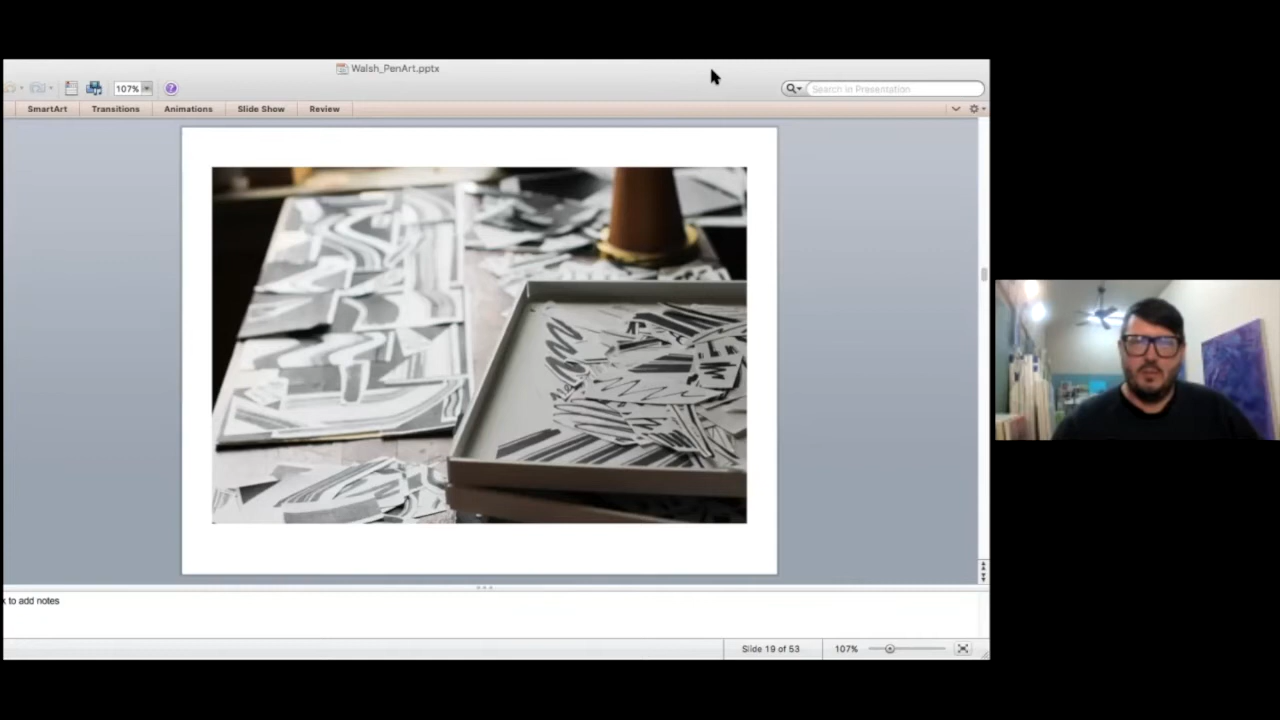 Walsh_PenArt.pptx
107%
Search in Presentation
SmartArt Transitions Animations Slide Show Review
to add notes
Slide 19 of 53 107%